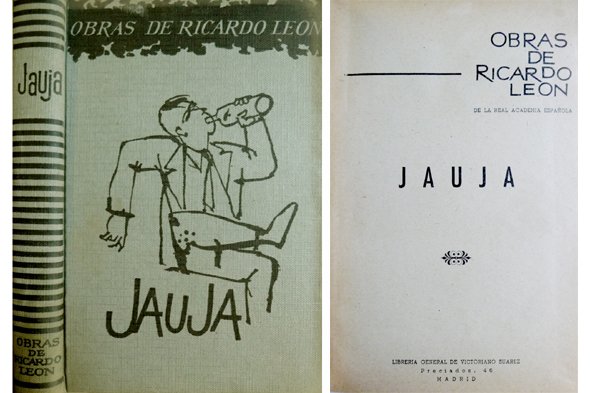 Jauja
OBRAS
DE
RICARDO
LEON
OBRAS DE RICARDO LEON
JAUJA
OBRAS
DE
RICARDO
LEON
DE LA REAL ACADEMIA ESPAÑOLA
JAUJA
LIBRERIA GENERAL DE VICTORIANO SUAREZ
Preciados, 46
MADRID